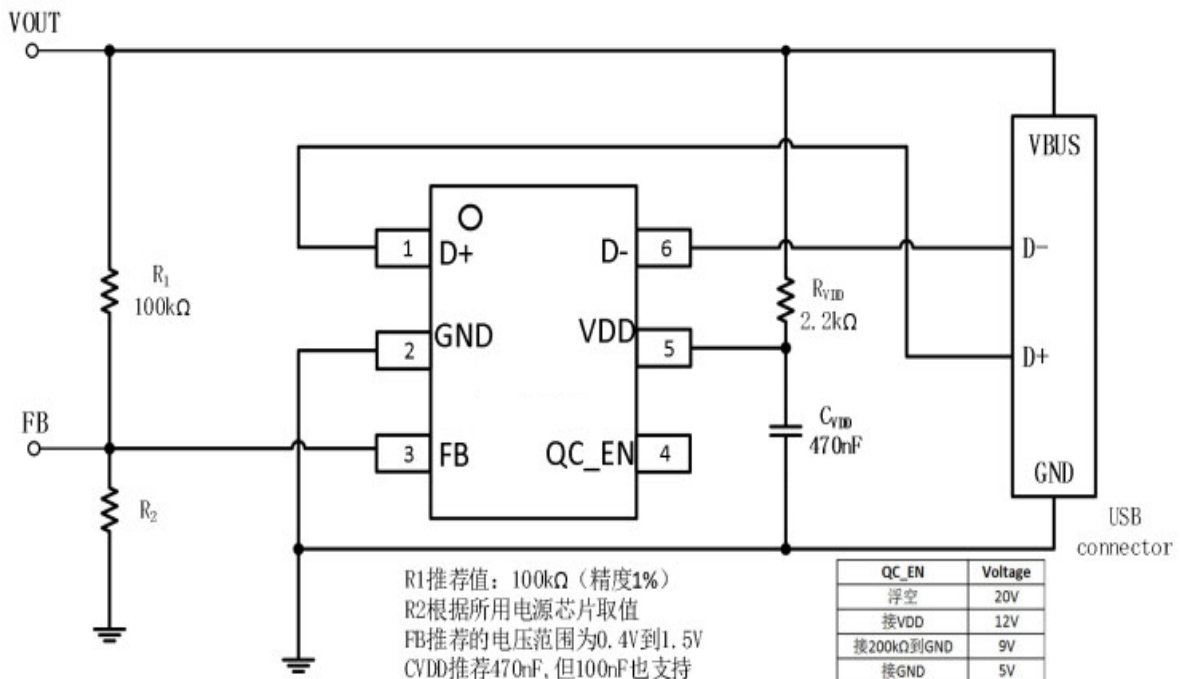 VOUT
VBUS
1
D+
D-
6
D-
R₁
100kΩ
R_VDD
2.2kΩ
2
GND
VDD
5
D+
FB
C_VDD
470nF
3
FB
QC_EN
4
GND
R₂
USB
connector
R1推荐值：100kΩ（精度1%）
R2根据所用电源芯片取值
FB推荐的电压范围为0.4V到1.5V
CVDD推荐470nF,但100nF也支持
QC_EN Voltage
浮空 20V
接VDD 12V
接200kΩ到GND 9V
接GND 5V